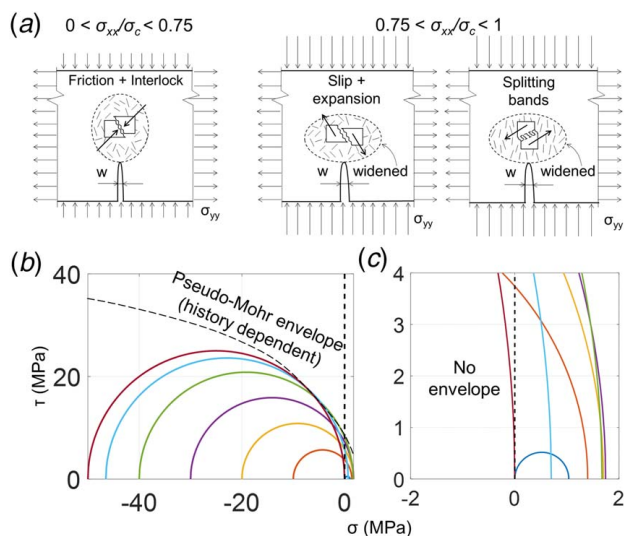 (a)
0 < σxx/σc < 0.75
0.75 < σxx/σc < 1
Friction + Interlock
w
Slip +
expansion
w
widened
σyy
Splitting
bands
w
widened
σyy
(b)
40
20
0
τ (MPa)
Pseudo-Mohr envelope
(history dependent)
-40
-20
0
σ (MPa)
(c)
4
3
2
1
0
No
envelope
-2
0
2